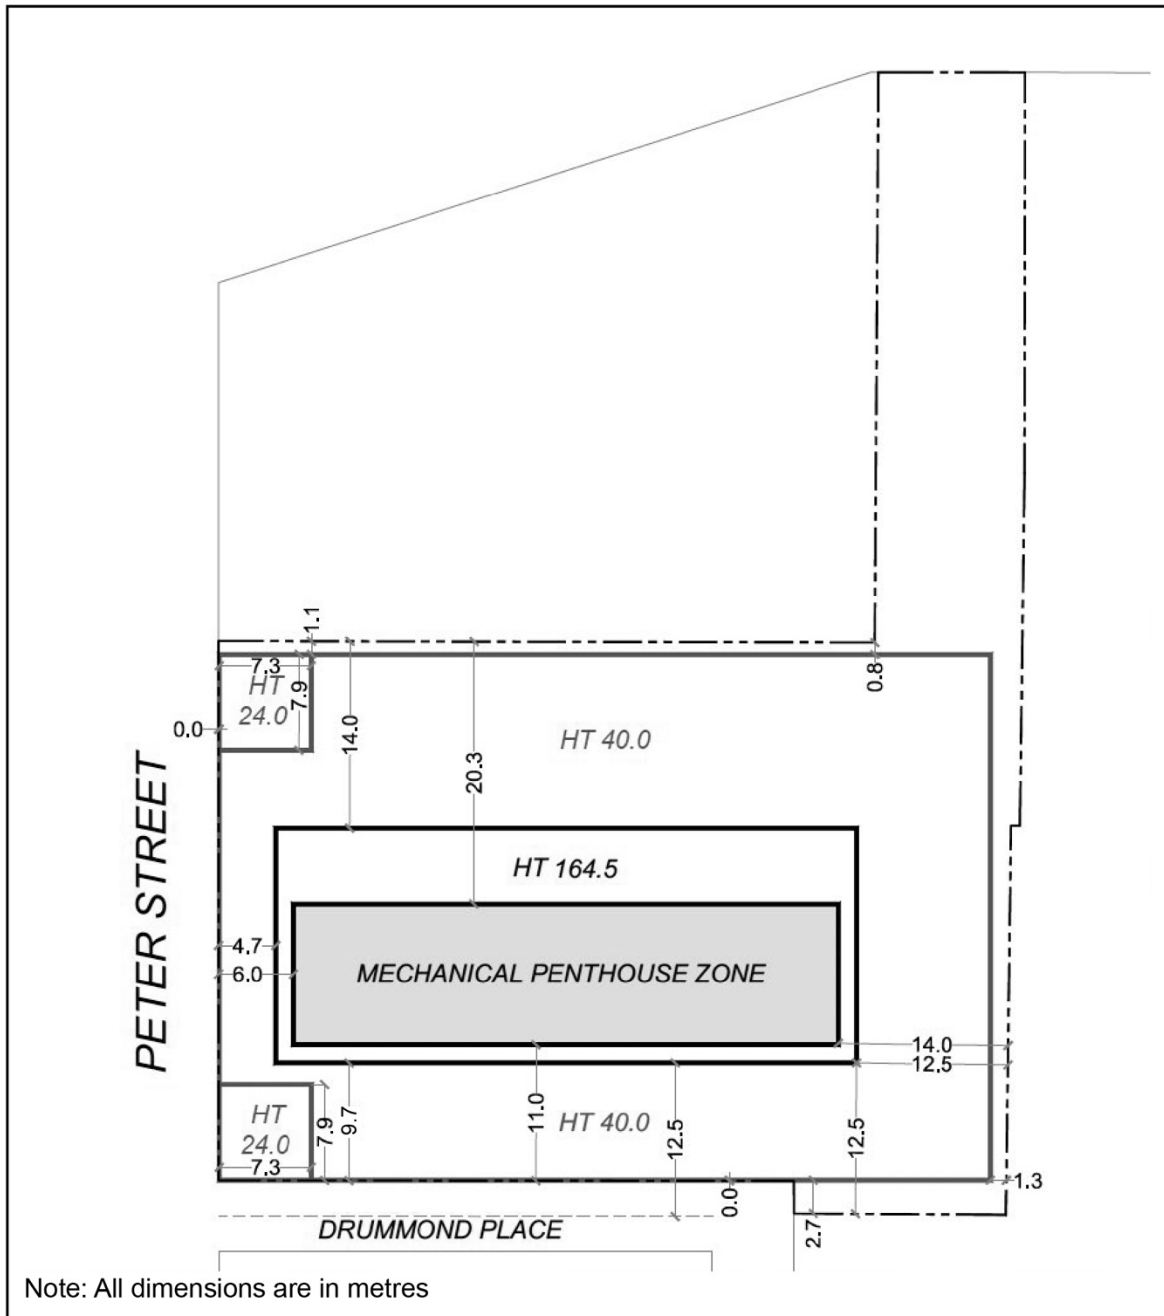 1.1
7.3
HT
24.0
7.9
0.0
14.0
20.3
HT 40.0
0.8
PETER STREET
HT 164.5
4.7
6.0
MECHANICAL PENTHOUSE ZONE
14.0
12.5
HT
24.0
7.3
7.9
9.7
11.0
HT 40.0
12.5
12.5
0.0
2.7
1.3
DRUMMOND PLACE
Note: All dimensions are in metres